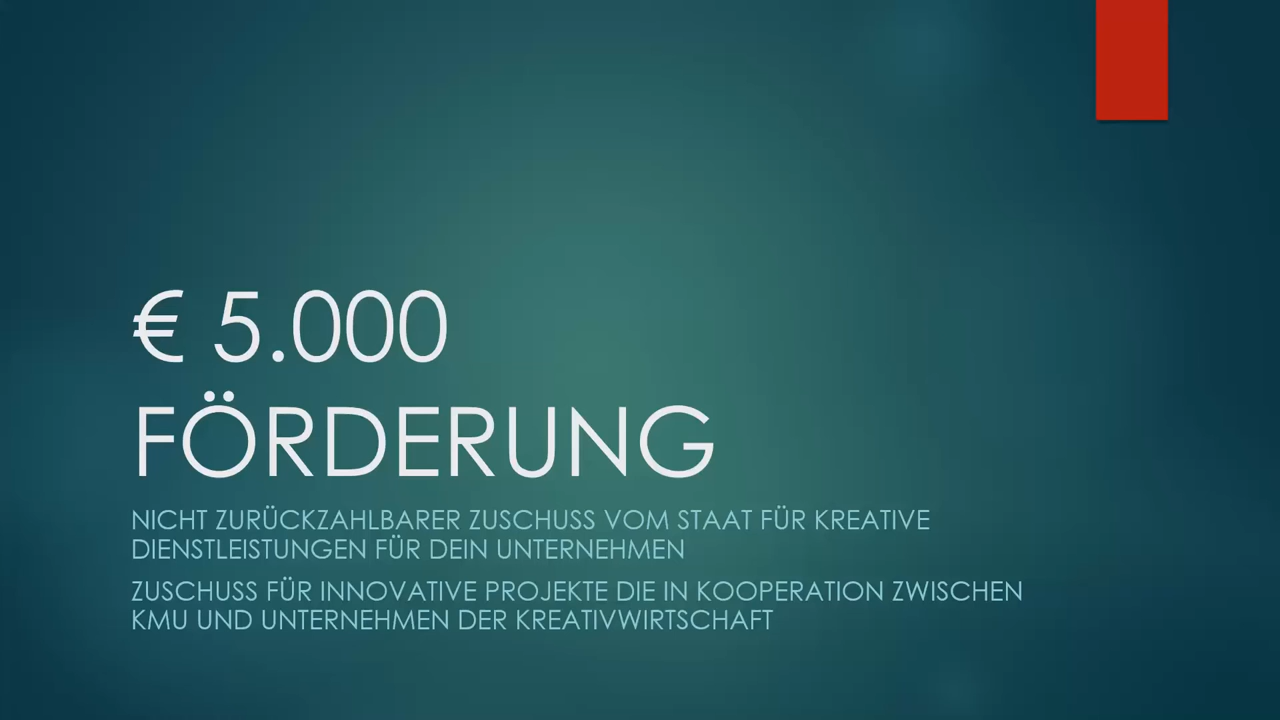 € 5.000
FÖRDERUNG
NICHT ZURÜCKZAHLBARER ZUSCHUSS VOM STAAT FÜR KREATIVE
DIENSTLEISTUNGEN FÜR DEIN UNTERNEHMEN
ZUSCHUSS FÜR INNOVATIVE PROJEKTE DIE IN KOOPERATION ZWISCHEN
KMU UND UNTERNEHMEN DER KREATIVWIRTSCHAFT